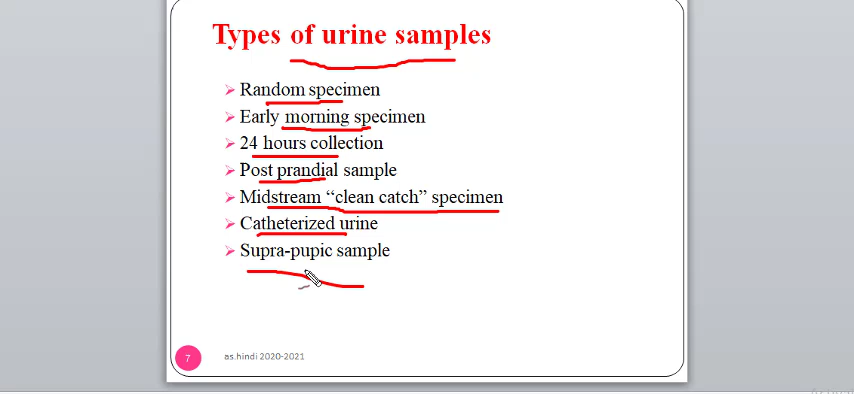 Types of urine samples
Random specimen
Early morning specimen
24 hours collection
Post prandial sample
Midstream “clean catch” specimen
Catheterized urine
Supra-pupic sample
7
as.hindi 2020-2021